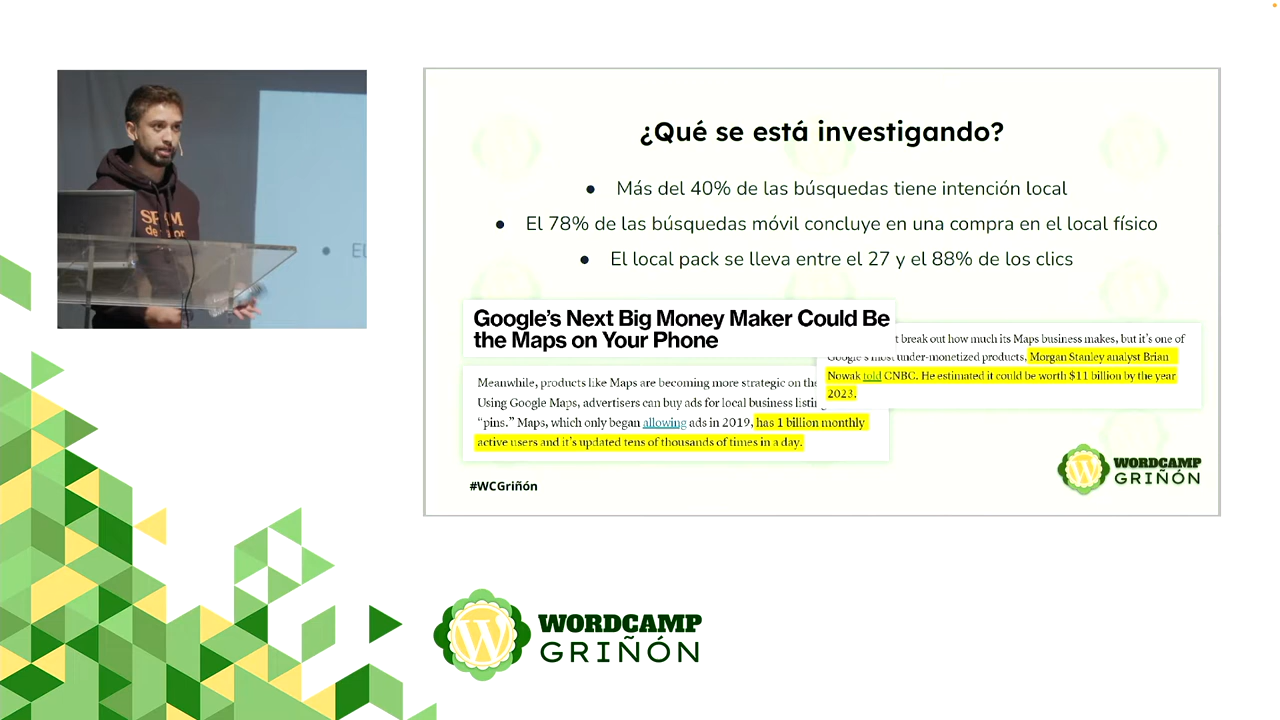 ¿Qué se está investigando?
● Más del 40% de las búsquedas tiene intención local
● El 78% de las búsquedas móvil concluye en una compra en el local físico
● El local pack se lleva entre el 27 y el 88% de los clics
Google's Next Big Money Maker Could Be
the Maps on Your Phone
t break out how much its Maps business makes, but it's one of
Google's most under-monetized products, Morgan Stanley analyst Brian
Nowak told CNBC. He estimated it could be worth $11 billion by the year
2023.
Meanwhile, products like Maps are becoming more strategic on the
Using Google Maps, advertisers can buy ads for local business listing
“pins.” Maps, which only began allowing ads in 2019, has 1 billion monthly
active users and it's updated tens of thousands of times in a day.
#WCGriñón
WORDCAMP
GRIÑÓN
● El
WORDCAMP
GRIÑÓN